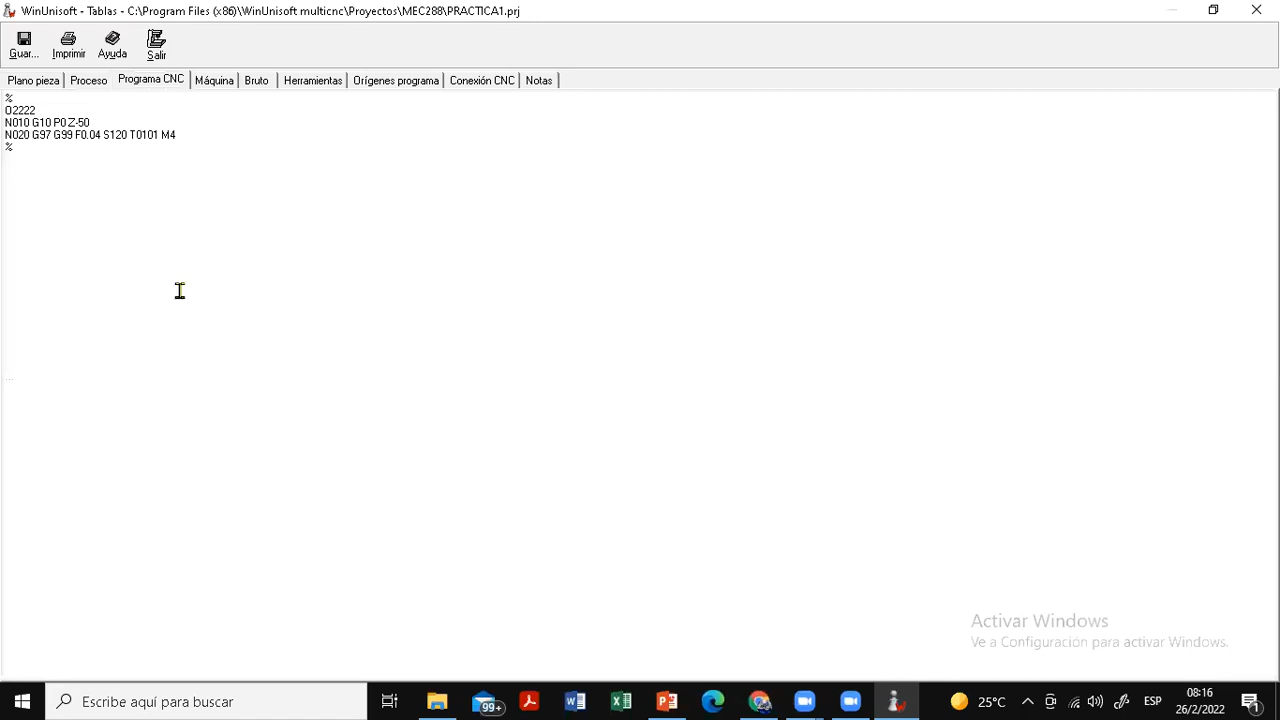 WinUnisoft - Tablas - C:\Program Files (x86)\WinUnisoft multicnc\Proyectos\MEC288\PRACTICA1.prj
Guar... Imprimir Ayuda Salir
Plano pieza Proceso Programa CNC Máquina Bruto Herramientas Orígenes programa Conexión CNC Notas
%
O2222
N010 G10 P0 Z-50
N020 G97 G99 F0.04 S120 T0101 M4
%
Activar Windows
Ve a Configuración para activar Windows.
Escribe aquí para buscar 99+ 25°C ESP 08:16
26/2/2022 1